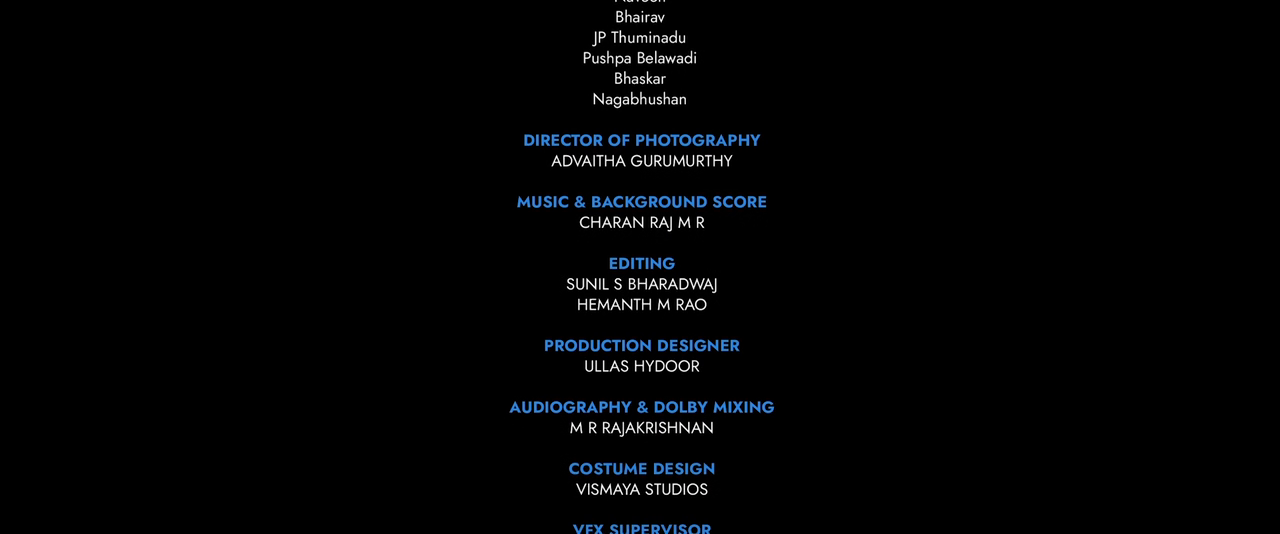 Bhairav
JP Thuminadu
Pushpa Belawadi
Bhaskar
Nagabhushan
DIRECTOR OF PHOTOGRAPHY
ADVAITHA GURUMURTHY
MUSIC & BACKGROUND SCORE
CHARAN RAJ M R
EDITING
SUNIL S BHARADWAJ
HEMANTH M RAO
PRODUCTION DESIGNER
ULLAS HYDOOR
AUDIOGRAPHY & DOLBY MIXING
M R RAJAKRISHNAN
COSTUME DESIGN
VISMAYA STUDIOS
VFX SUPERVISOR